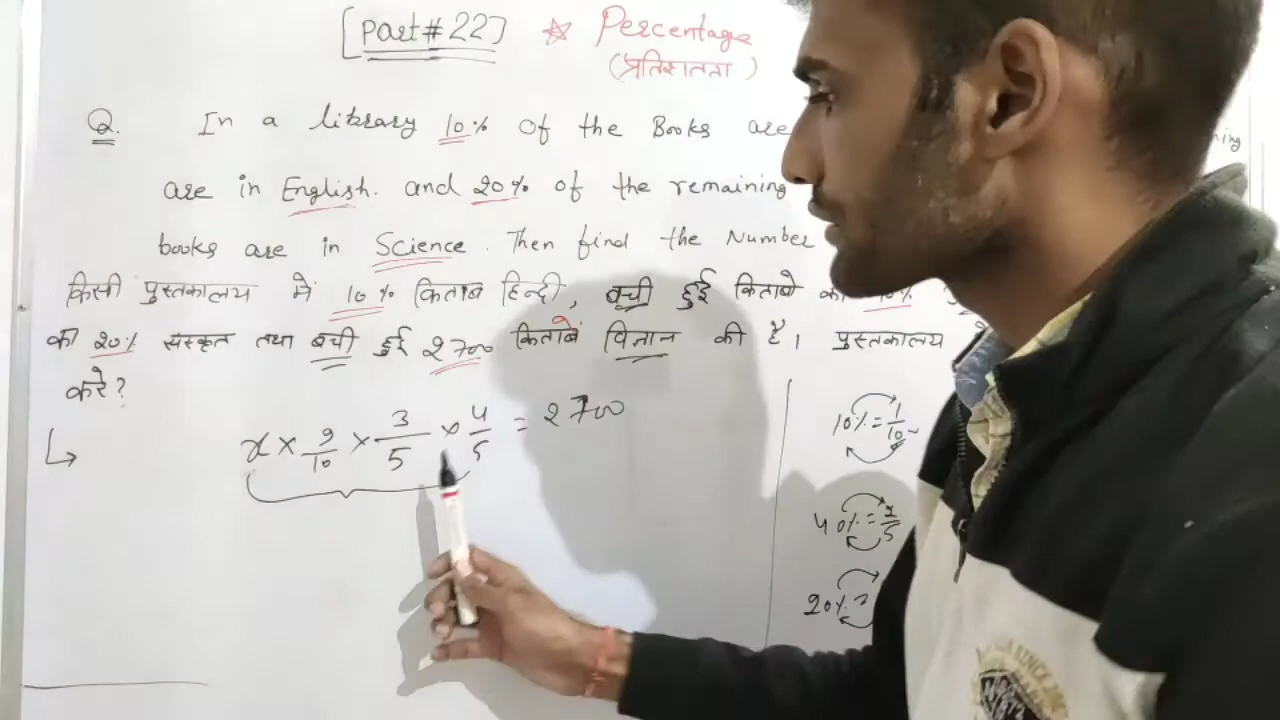 [Part # 22] ☆ Percentage
(प्रतिशतता)
Q. In a library 10% of the Books are
are in English. and 20% of the remaining
books are in Science. Then find the Number
किसी पुस्तकालय में 10% किताब हिन्दी, बची हुई किताबो का 40%
का 20% संस्कृत तथा बची हुई 2700 किताबें विज्ञान की है। पुस्तकालय
करे?
x × 9/10 × 3/5 × 4/5 = 2700
10% = 1/10
40% = 2/5
20% =